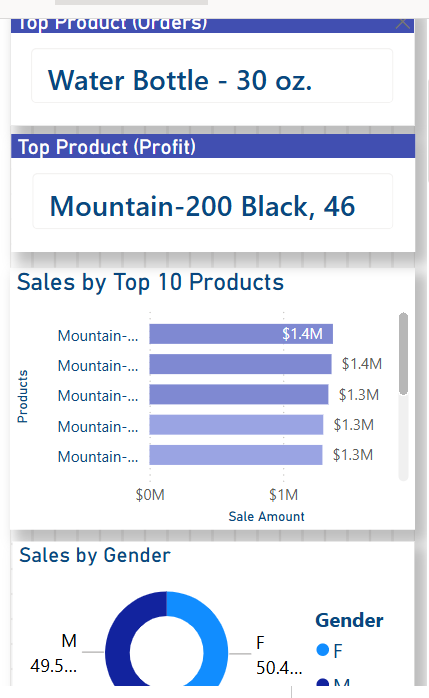 Top Product (Orders)
Water Bottle - 30 oz.
Top Product (Profit)
Mountain-200 Black, 46
Sales by Top 10 Products
Products
Mountain-... $1.4M
Mountain-... $1.4M
Mountain-... $1.3M
Mountain-... $1.3M
Mountain-... $1.3M
$0M $1M
Sale Amount
Sales by Gender
M
49.5...
F
50.4...
Gender
F
M